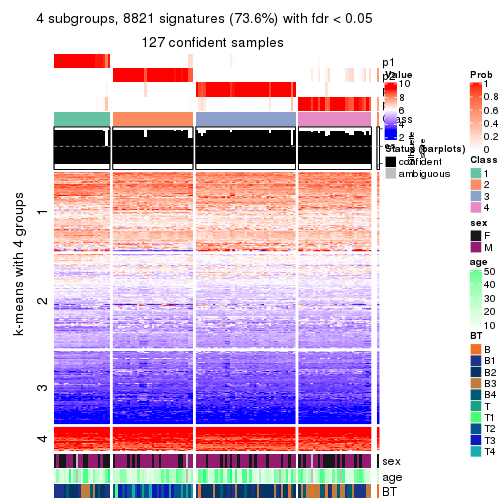 4 subgroups, 8821 signatures (73.6%) with fdr < 0.05
127 confident samples
p1
p2
Class
k-means with 4 groups
1
2
3
4
sex
age
BT
Value
10
8
6
4
2
Status (barplots)
confident
ambiguous
Prob
1
0.8
0.6
0.4
0.2
0
Class
1
2
3
4
sex
F
M
age
50
40
30
20
10
BT
B
B1
B2
B3
B4
T
T1
T2
T3
T4